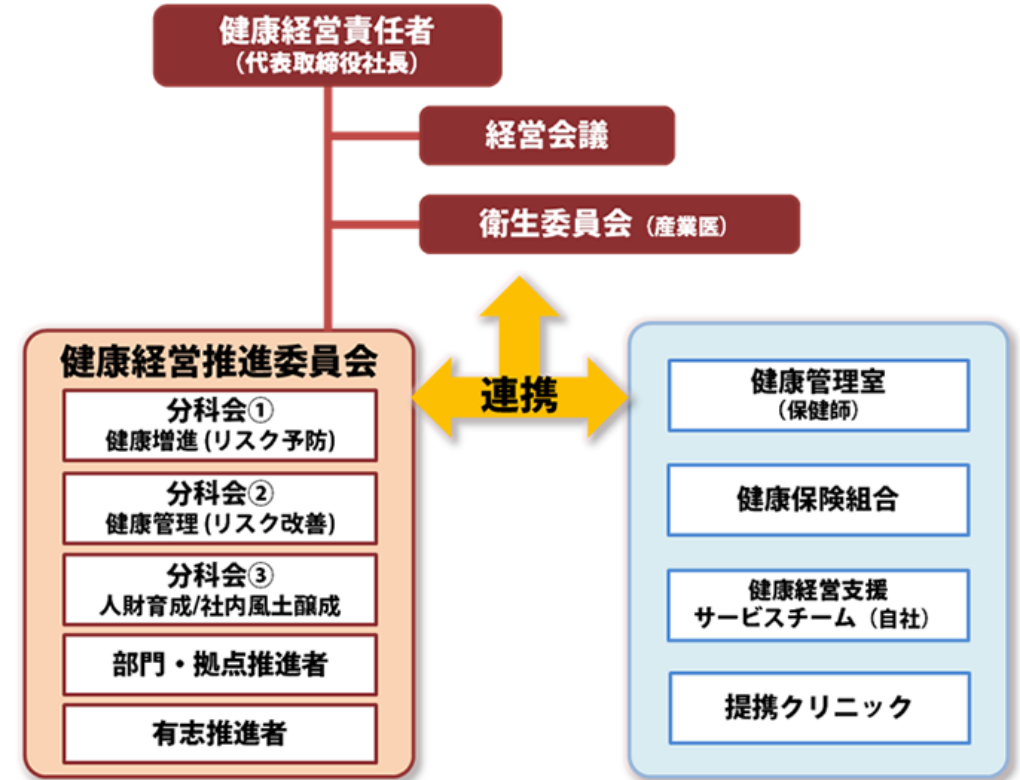 健康経営責任者
(代表取締役社長)
経営会議
衛生委員会 (産業医)
健康経営推進委員会
分科会①
健康増進 (リスク予防)
分科会②
健康管理 (リスク改善)
分科会③
人財育成/社内風土醸成
部門・拠点推進者
有志推進者
連携
健康管理室
(保健師)
健康保険組合
健康経営支援
サービスチーム (自社)
提携クリニック